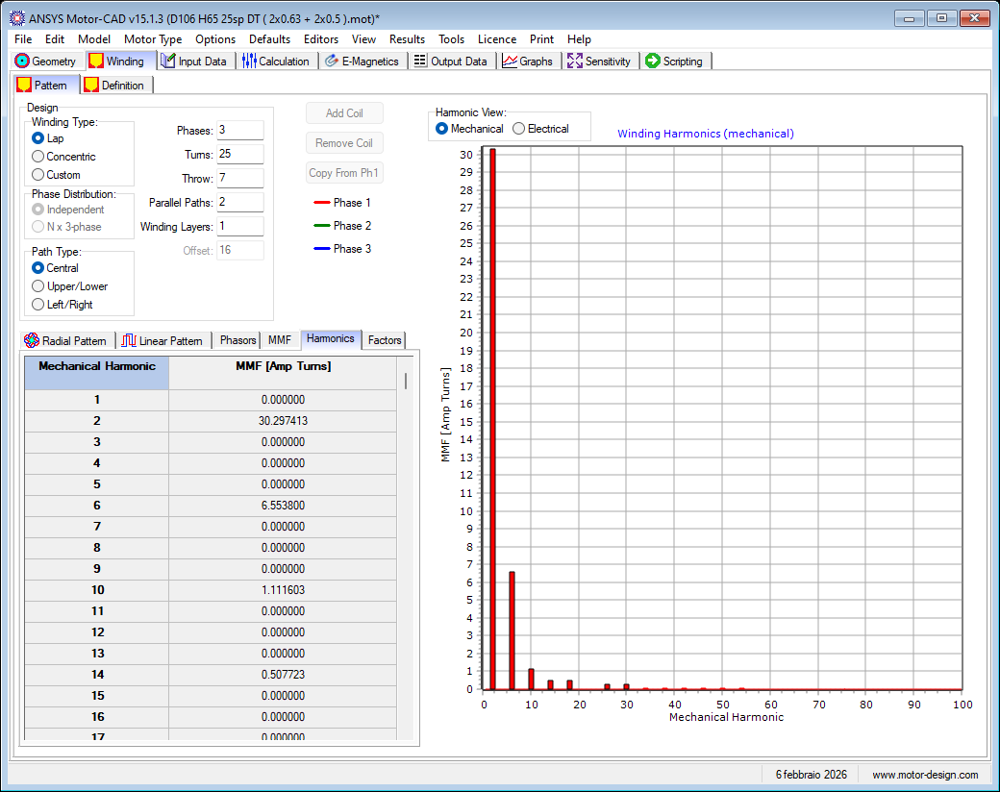 ANSYS Motor-CAD v15.1.3 (D106 H65 25sp DT ( 2x0.63 + 2x0.5 ).mot)*
File Edit Model Motor Type Options Defaults Editors View Results Tools Licence Print Help
Geometry Winding Input Data Calculation E-Magnetics Output Data Graphs Sensitivity Scripting
Pattern Definition
Design
Winding Type:
Lap
Concentric
Custom
Phase Distribution:
Independent
N x 3-phase
Path Type:
Central
Upper/Lower
Left/Right
Phases: 3
Turns: 25
Throw: 7
Parallel Paths: 2
Winding Layers: 1
Offset: 16
Add Coil
Remove Coil
Copy From Ph1
Phase 1
Phase 2
Phase 3
Radial Pattern Linear Pattern Phasors MMF Harmonics Factors
Mechanical Harmonic MMF [Amp Turns]
1 0.000000
2 30.297413
3 0.000000
4 0.000000
5 0.000000
6 6.553800
7 0.000000
8 0.000000
9 0.000000
10 1.111603
11 0.000000
12 0.000000
13 0.000000
14 0.507723
15 0.000000
16 0.000000
17 0.000000
Harmonic View:
Mechanical Electrical
Winding Harmonics (mechanical)
MMF [Amp Turns]
30
29
28
27
26
25
24
23
22
21
20
19
18
17
16
15
14
13
12
11
10
9
8
7
6
5
4
3
2
1
0
0 10 20 30 40 50 60 70 80 90 100
Mechanical Harmonic
6 febbraio 2026 www.motor-design.com